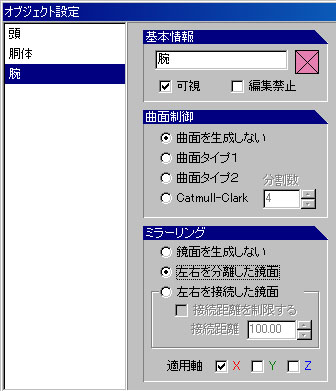 オブジェクト設定
頭
胴体
腕
基本情報
腕
可視
編集禁止
曲面制御
曲面を生成しない
曲面タイプ1
曲面タイプ2
分割数
Catmull-Clark
4
ミラーリング
鏡面を生成しない
左右を分離した鏡面
左右を接続した鏡面
接続距離を制限する
接続距離 100.00
適用軸 X Y Z